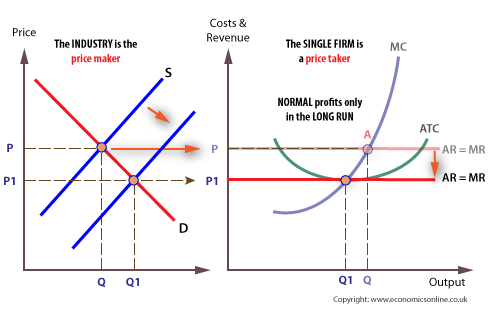 Price
The INDUSTRY is the
price maker
S
P
P1
D
Q
Q1
Costs &
Revenue
The SINGLE FIRM is
a price taker
MC
NORMAL profits only
in the LONG RUN
A
ATC
P
AR = MR
P1
AR = MR
Q1
Q
Output
Copyright: www.economicsonline.co.uk